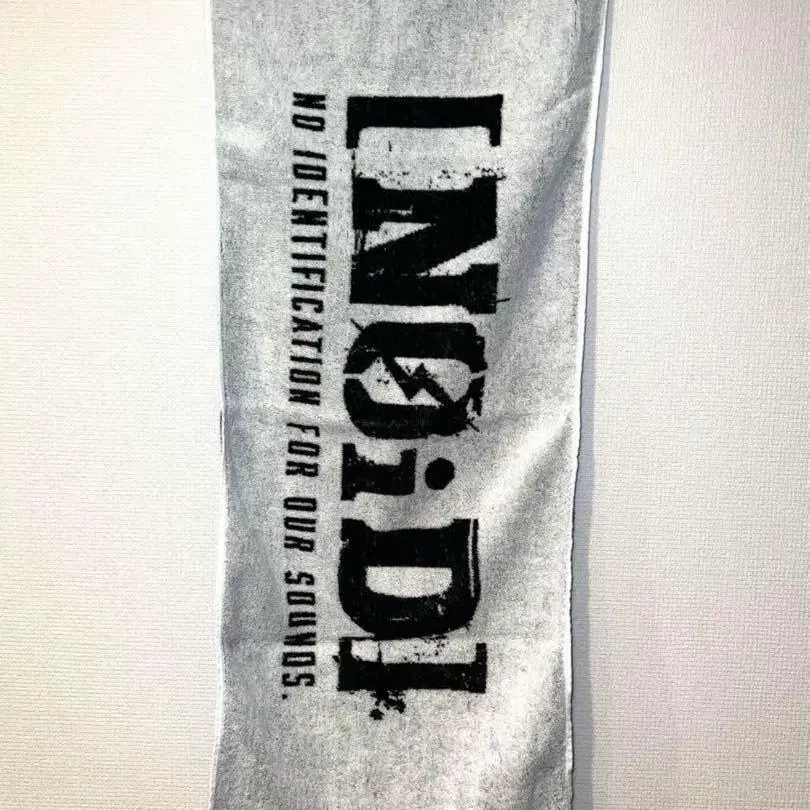 [NØiD]
NO IDENTIFICATION FOR OUR SOUNDS.